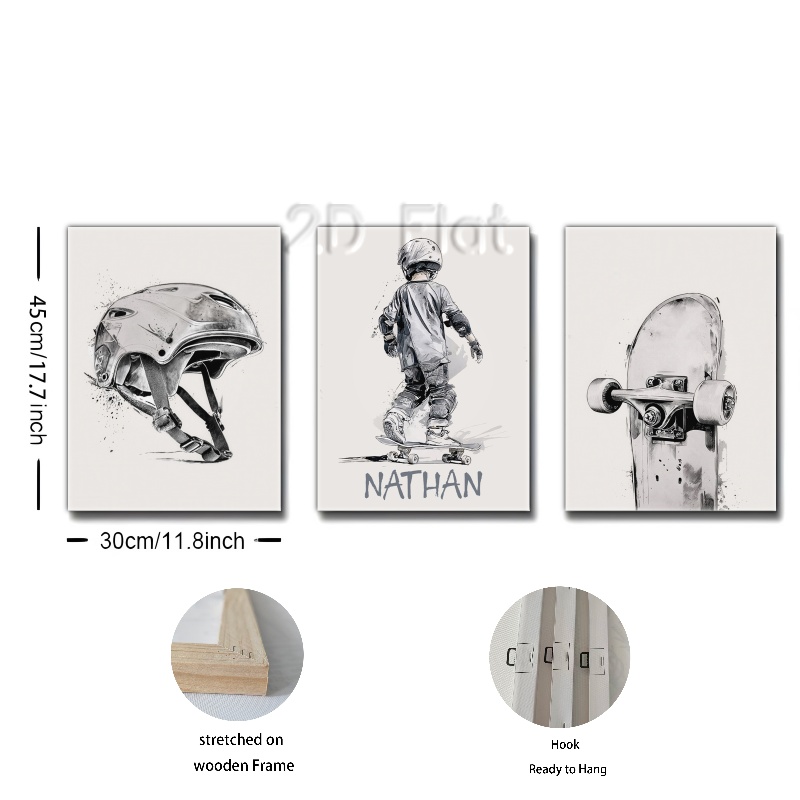 2D Flat
45cm/17.7inch
NATHAN
30cm/11.8inch
stretched on
wooden Frame
Hook
Ready to Hang